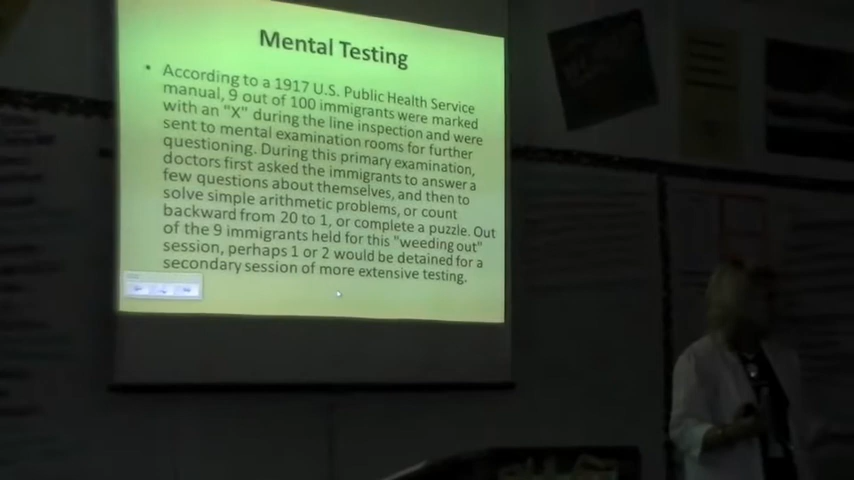 Mental Testing
• According to a 1917 U.S. Public Health Service
manual, 9 out of 100 immigrants were marked
with an "X" during the line inspection and were
sent to mental examination rooms for further
questioning. During this primary examination,
doctors first asked the immigrants to answer a
few questions about themselves, and then to
solve simple arithmetic problems, or count
backward from 20 to 1, or complete a puzzle. Out
of the 9 immigrants held for this "weeding out"
session, perhaps 1 or 2 would be detained for a
secondary session of more extensive testing.